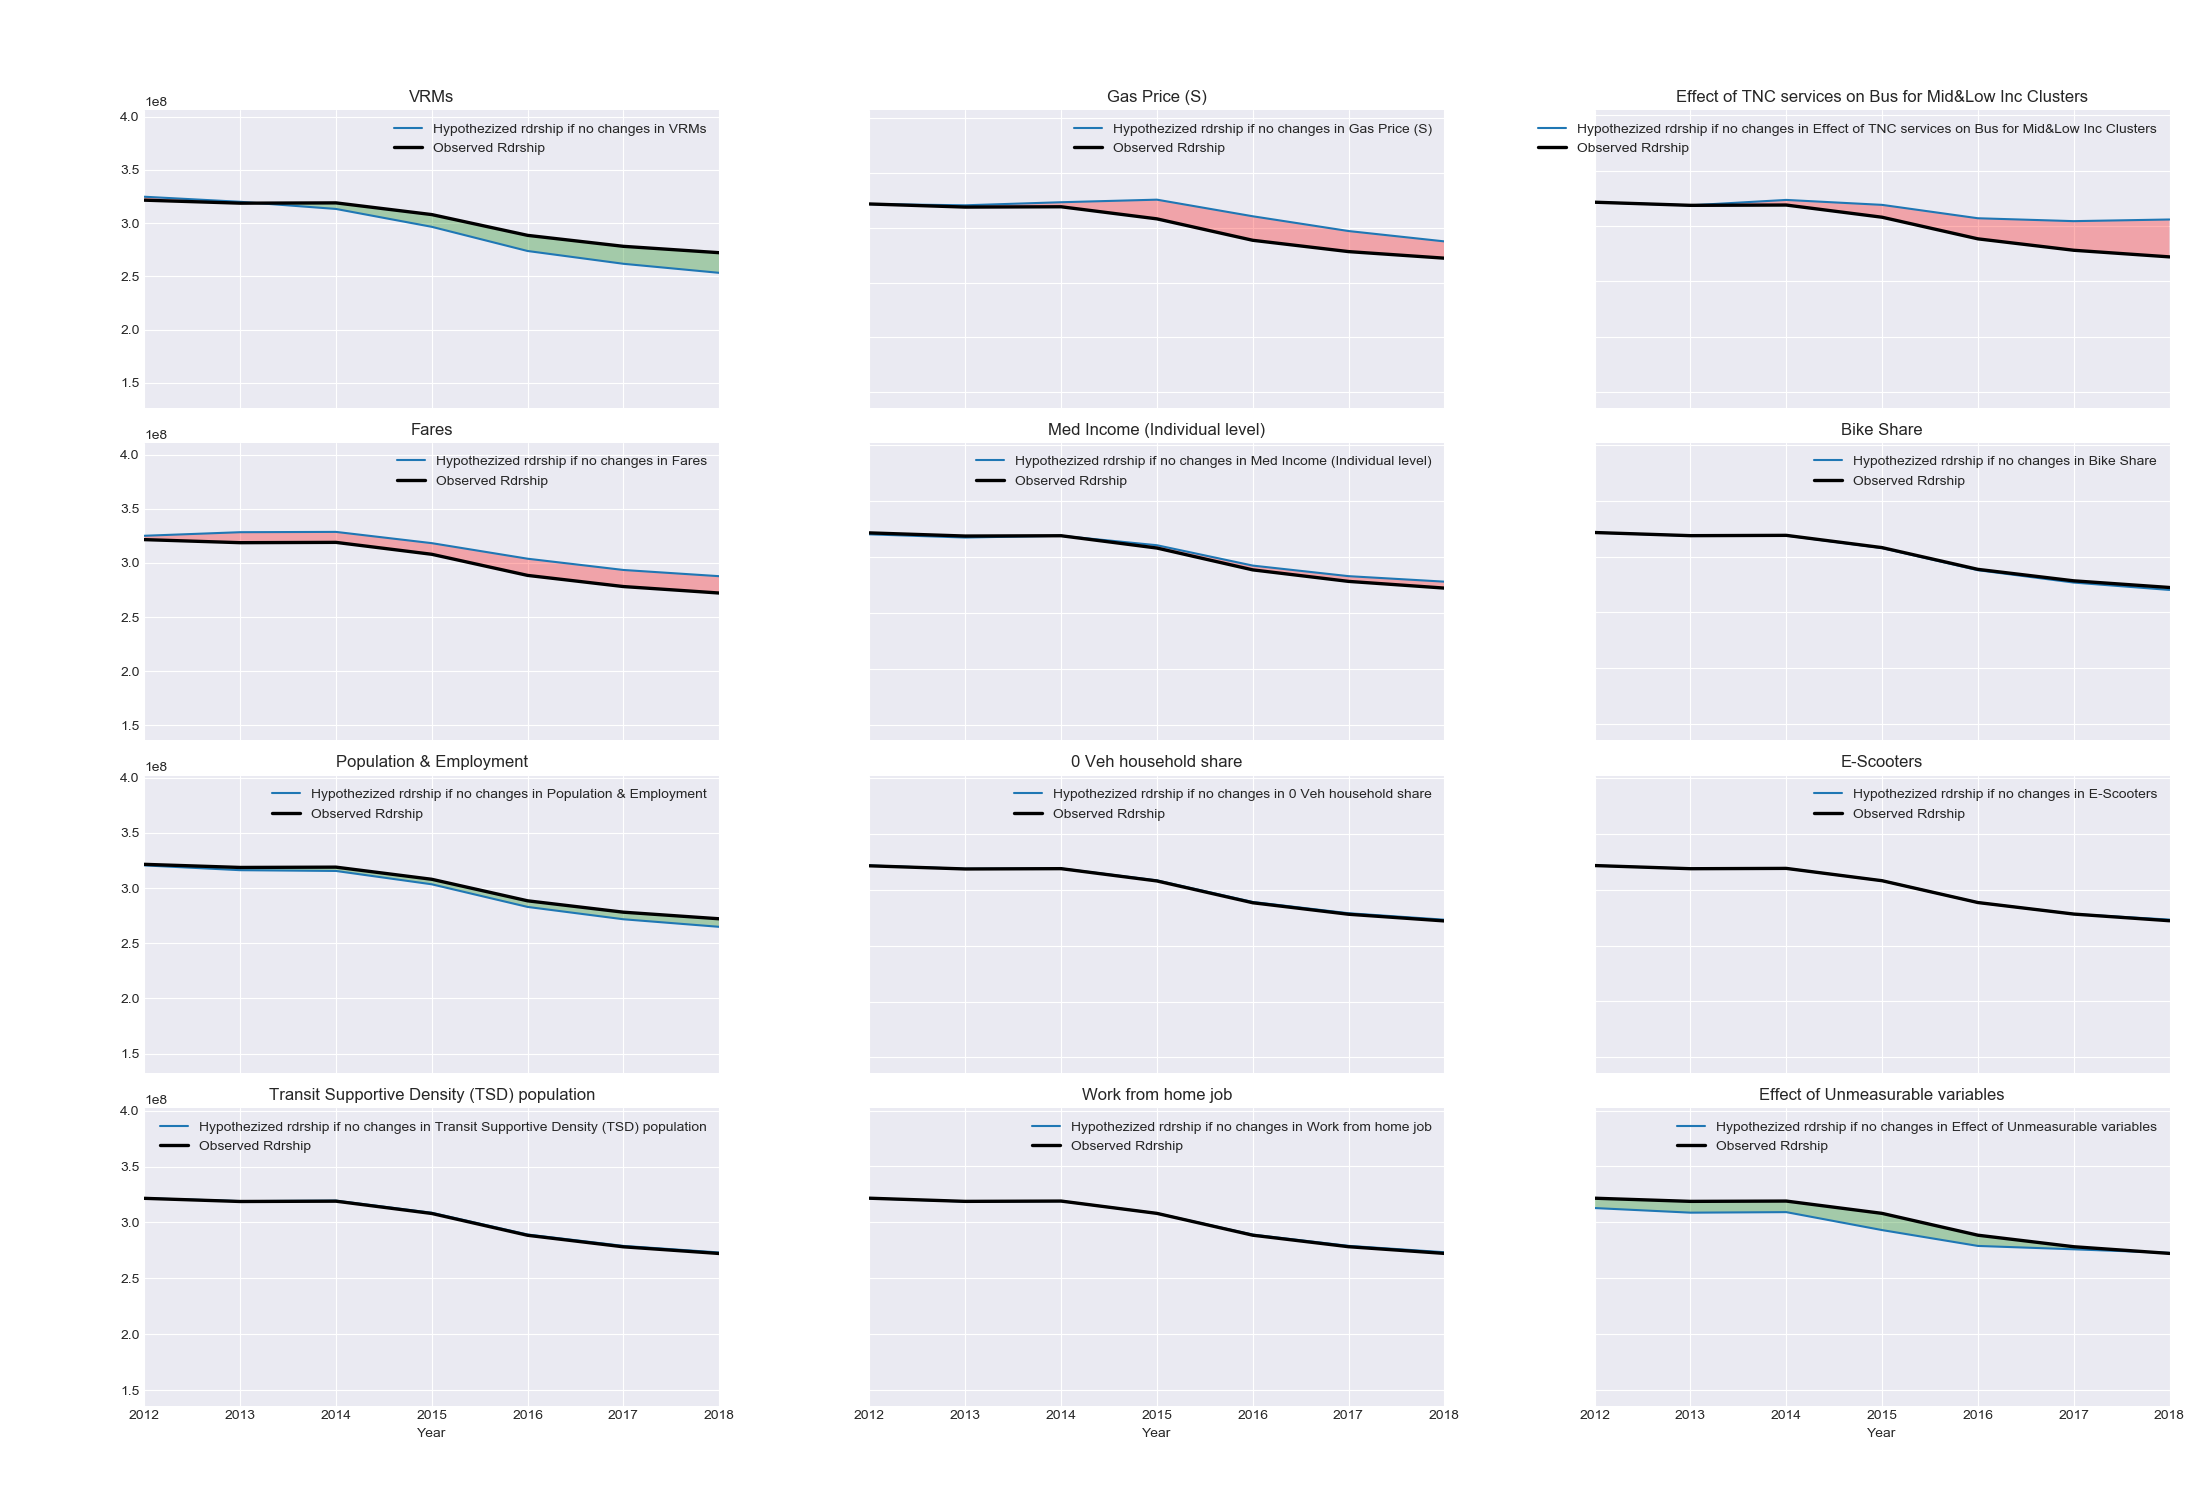 VRMs
1e8
Hypothezized rdrship if no changes in VRMs
Observed Rdrship
4.0
3.5
3.0
2.5
2.0
1.5
Gas Price (S)
Hypothezized rdrship if no changes in Gas Price (S)
Observed Rdrship
Effect of TNC services on Bus for Mid&Low Inc Clusters
Hypothezized rdrship if no changes in Effect of TNC services on Bus for Mid&Low Inc Clusters
Observed Rdrship
Fares
1e8
Hypothezized rdrship if no changes in Fares
Observed Rdrship
4.0
3.5
3.0
2.5
2.0
1.5
Med Income (Individual level)
Hypothezized rdrship if no changes in Med Income (Individual level)
Observed Rdrship
Bike Share
Hypothezized rdrship if no changes in Bike Share
Observed Rdrship
Population & Employment
1e8
Hypothezized rdrship if no changes in Population & Employment
Observed Rdrship
4.0
3.5
3.0
2.5
2.0
1.5
0 Veh household share
Hypothezized rdrship if no changes in 0 Veh household share
Observed Rdrship
E-Scooters
Hypothezized rdrship if no changes in E-Scooters
Observed Rdrship
Transit Supportive Density (TSD) population
1e8
Hypothezized rdrship if no changes in Transit Supportive Density (TSD) population
Observed Rdrship
4.0
3.5
3.0
2.5
2.0
1.5
2012 2013 2014 2015 2016 2017 2018
Year
Work from home job
Hypothezized rdrship if no changes in Work from home job
Observed Rdrship
2012 2013 2014 2015 2016 2017 2018
Year
Effect of Unmeasurable variables
Hypothezized rdrship if no changes in Effect of Unmeasurable variables
Observed Rdrship
2012 2013 2014 2015 2016 2017 2018
Year